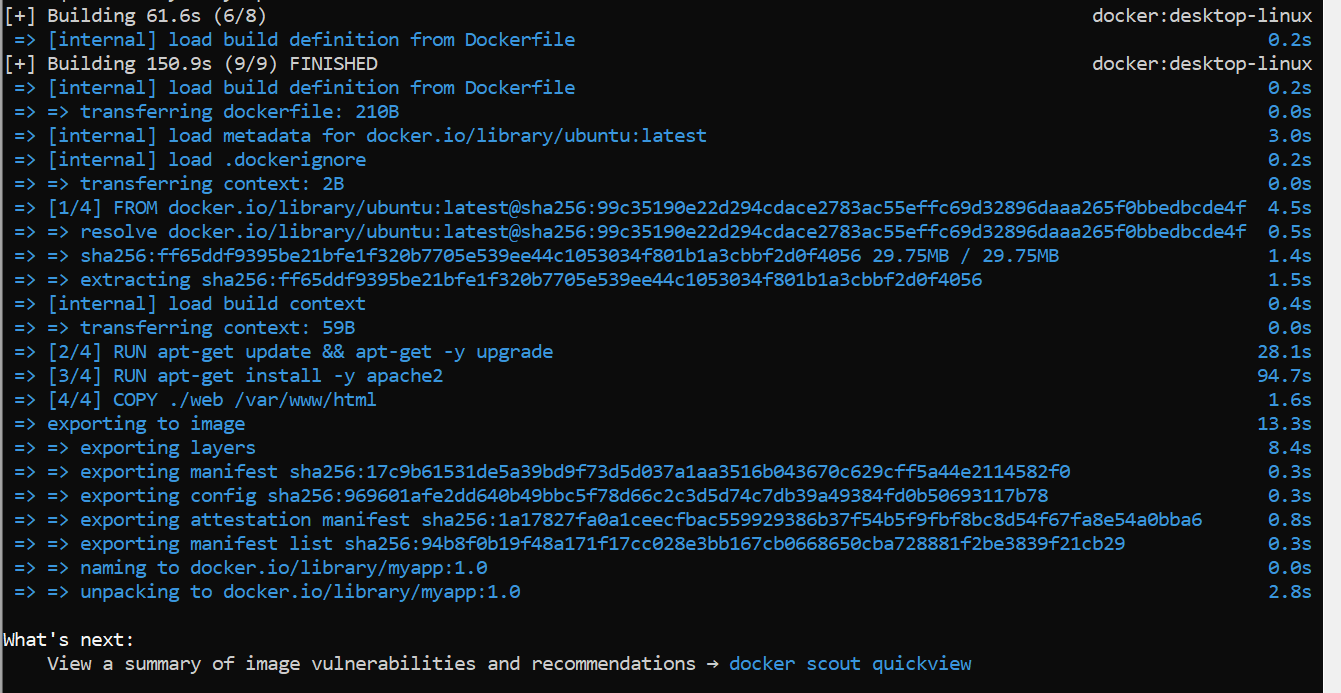 [+] Building 61.6s (6/8) docker:desktop-linux
=> [internal] load build definition from Dockerfile 0.2s
[+] Building 150.9s (9/9) FINISHED docker:desktop-linux
=> [internal] load build definition from Dockerfile 0.2s
=> => transferring dockerfile: 210B 0.0s
=> [internal] load metadata for docker.io/library/ubuntu:latest 3.0s
=> [internal] load .dockerignore 0.2s
=> => transferring context: 2B 0.0s
=> [1/4] FROM docker.io/library/ubuntu:latest@sha256:99c35190e22d294cdace2783ac55effc69d32896daaa265f0bbedbcde4f 4.5s
=> => resolve docker.io/library/ubuntu:latest@sha256:99c35190e22d294cdace2783ac55effc69d32896daaa265f0bbedbcde4f 0.5s
=> => sha256:ff65ddf9395be21bfe1f320b7705e539ee44c1053034f801b1a3cbbf2d0f4056 29.75MB / 29.75MB 1.4s
=> => extracting sha256:ff65ddf9395be21bfe1f320b7705e539ee44c1053034f801b1a3cbbf2d0f4056 1.5s
=> [internal] load build context 0.4s
=> => transferring context: 59B 0.0s
=> [2/4] RUN apt-get update && apt-get -y upgrade 28.1s
=> [3/4] RUN apt-get install -y apache2 94.7s
=> [4/4] COPY ./web /var/www/html 1.6s
=> exporting to image 13.3s
=> => exporting layers 8.4s
=> => exporting manifest sha256:17c9b61531de5a39bd9f73d5d037a1aa3516b043670c629cff5a44e2114582f0 0.3s
=> => exporting config sha256:969601afe2dd640b49bbc5f78d66c2c3d5d74c7db39a49384fd0b50693117b78 0.3s
=> => exporting attestation manifest sha256:1a17827fa0a1ceecfbac559929386b37f54b5f9fbf8bc8d54f67fa8e54a0bba6 0.8s
=> => exporting manifest list sha256:94b8f0b19f48a171f17cc028e3bb167cb0668650cba728881f2be3839f21cb29 0.3s
=> => naming to docker.io/library/myapp:1.0 0.0s
=> => unpacking to docker.io/library/myapp:1.0 2.8s
What's next:
View a summary of image vulnerabilities and recommendations → docker scout quickview